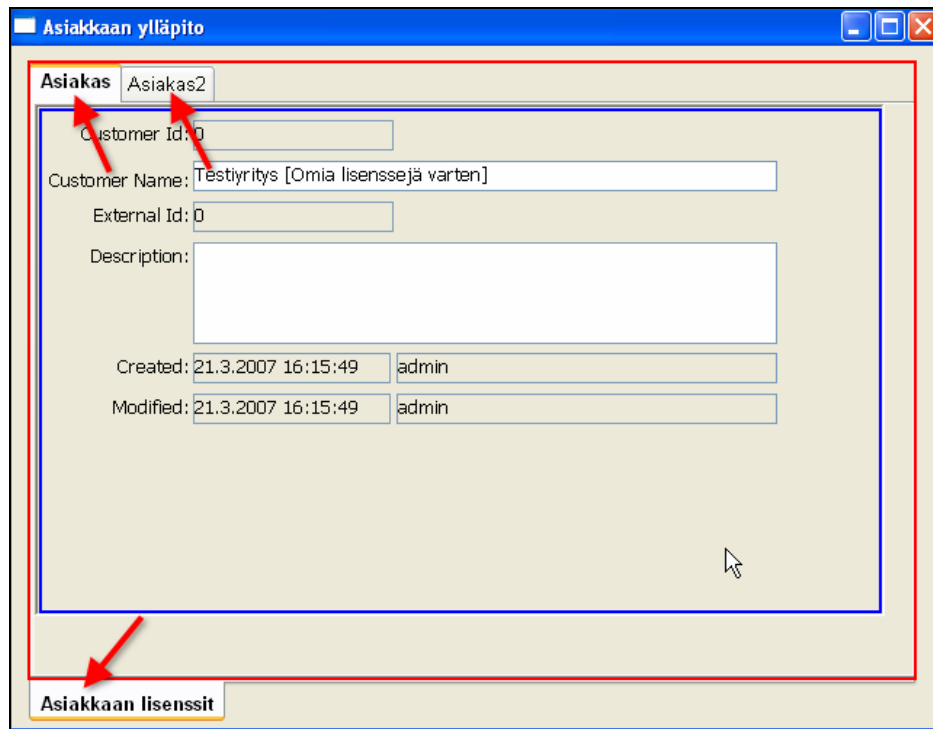 Asiakkaan ylläpito
Asiakas Asiakas2
Customer Id: 0
Customer Name: Testiyritys [Omia lisenssejä varten]
External Id: 0
Description:
Created: 21.3.2007 16:15:49 admin
Modified: 21.3.2007 16:15:49 admin
Asiakkaan lisenssit